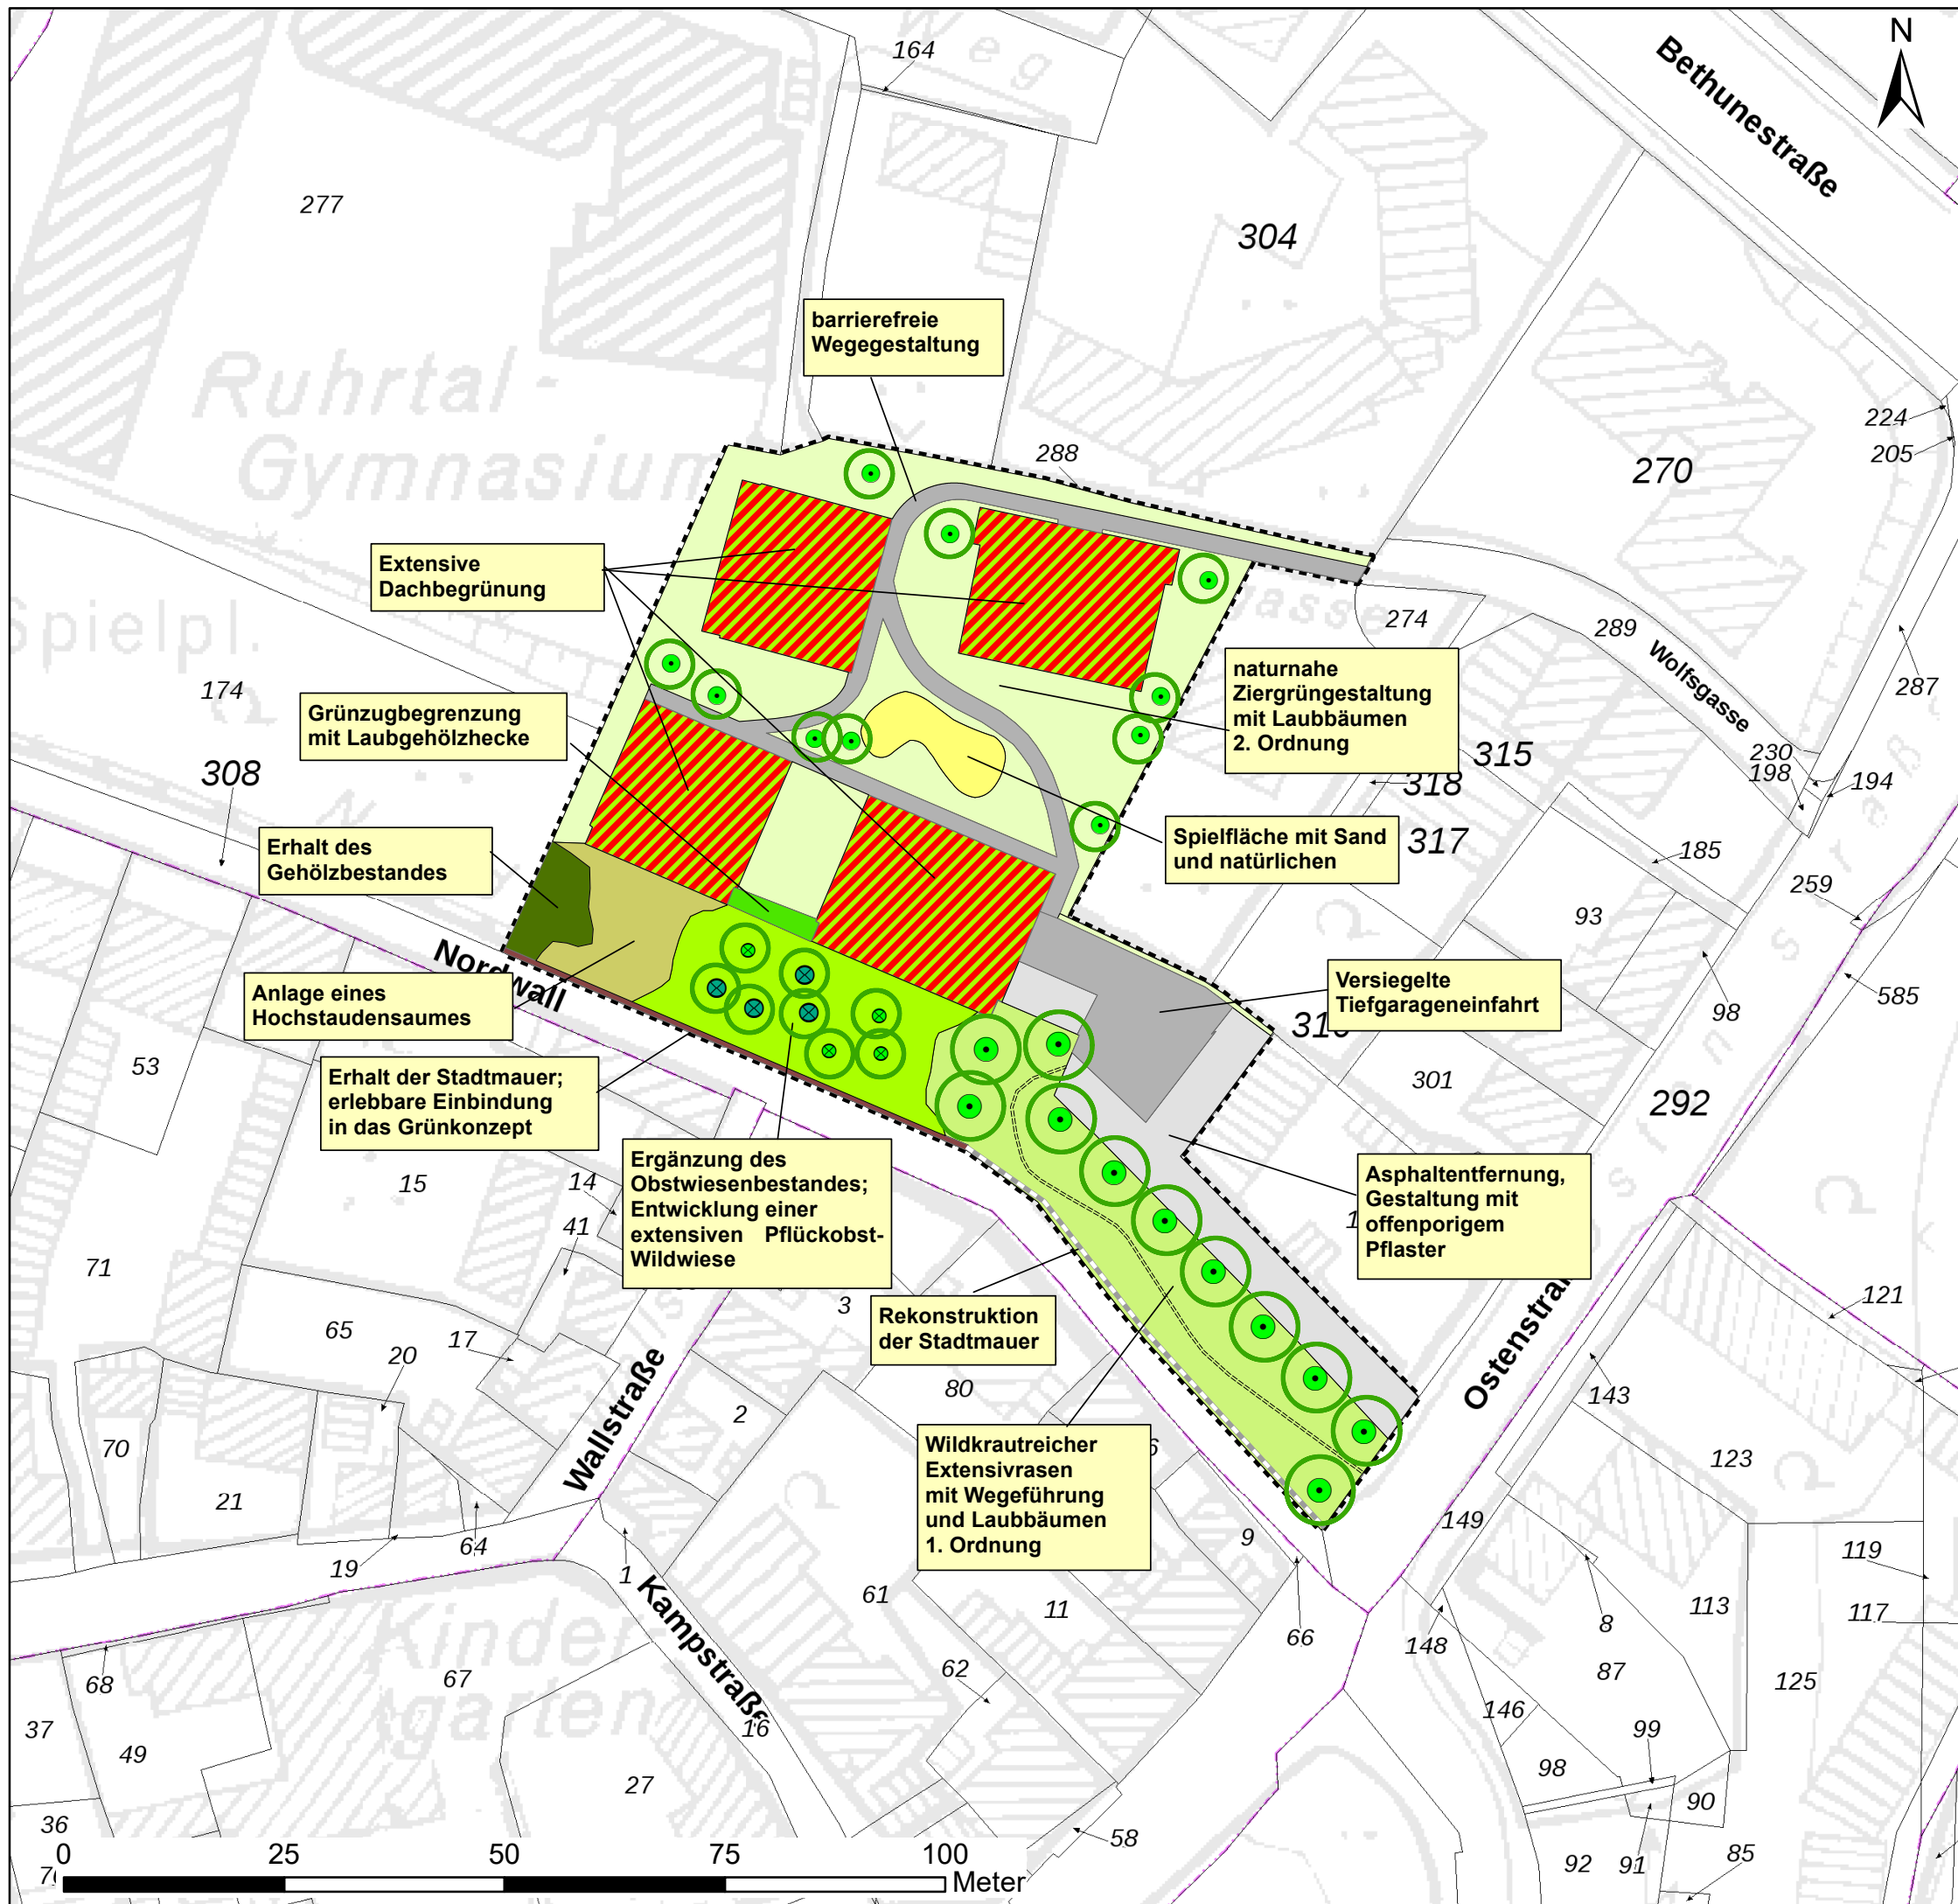 N
Bethunestraße
164
Weg
277
304
barrierefreie
Wegegestaltung
Ruhrtal -
Gymnasium
288
270
224
205
Extensive
Dachbegrünung
Spielpl.
174
274
289
Wolfsgasse
287
naturnahe
Ziergrüngestaltung
mit Laubbäumen
2. Ordnung
Grünzugbegrenzung
mit Laubgehölzhecke
308
315
318
230
198
194
317
Spielfläche mit Sand
und natürlichen
185
Erhalt des
Gehölzbestandes
259
93
Nordwall
98
585
Anlage eines
Hochstaudensaumes
Versiegelte
Tiefgarageneinfahrt
53
301
292
Erhalt der Stadtmauer;
erlebbare Einbindung
in das Grünkonzept
Ergänzung des
Obstwiesenbestandes;
Entwicklung einer
extensiven Pflückobst-
Wildwiese
Asphaltentfernung,
Gestaltung mit
offenporigem
Pflaster
15
14
41
71
3
121
Rekonstruktion
der Stadtmauer
65
17
20
80
Ostenstraße
143
Wallstraße
2
70
21
123
Wildkrautreicher
Extensivrasen
mit Wegeführung
und Laubbäumen
1. Ordnung
9
149
19
64
1
119
Kampstraße
61
11
8
113
117
Kinder
garten
66
148
87
68
67
62
125
37
49
16
146
99
27
98
90
36
58
92
91
85
0 25 50 75 100
Meter